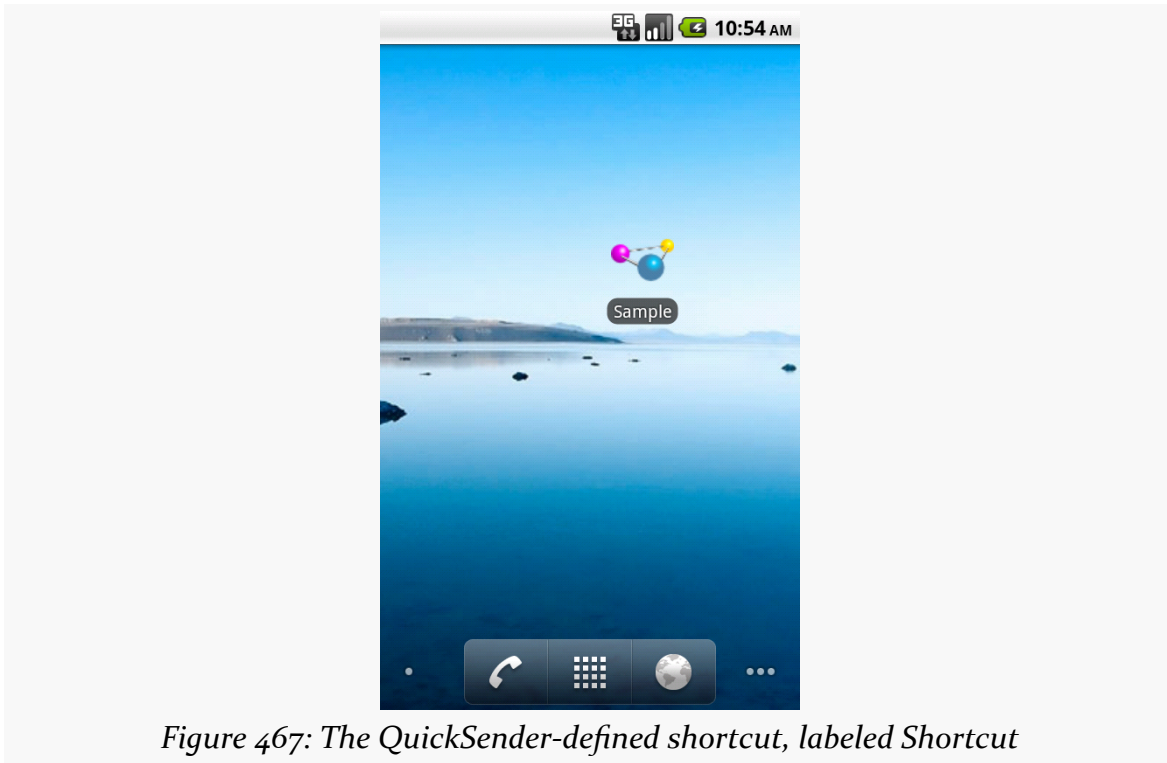 3G 10:54 AM
Sample
Figure 467: The QuickSender-defined shortcut, labeled Shortcut